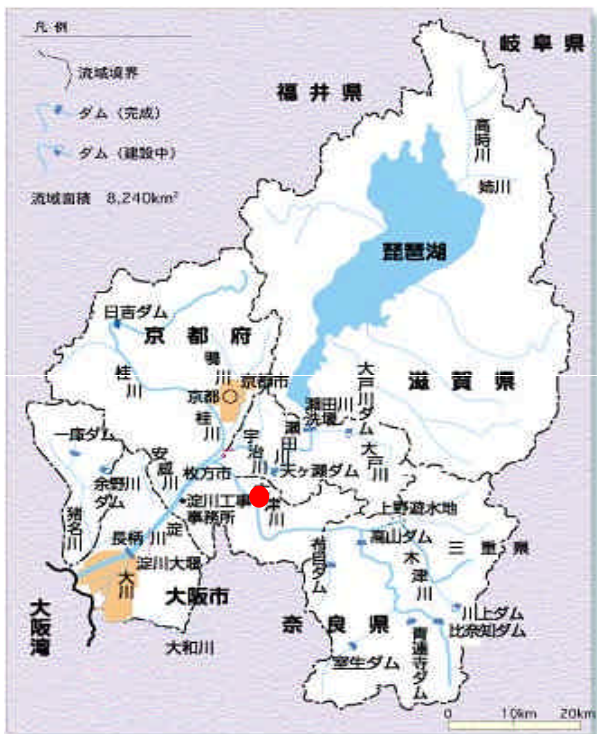 凡例
流域境界
ダム（完成）
ダム（建設中）
流域面積 8,240km²
岐阜県
福井県
高時川
姉川
琵琶湖
日吉ダム
京都府
鴨川
桂川
京都
京都市
滋賀県
大戸川ダム
瀬田川洗堰
瀬田川
大戸川
桂川
宇治川
天ヶ瀬ダム
一庫ダム
余野川ダム
安威川
枚方市
淀川工事事務所
津川
上野遊水地
猪名川
長柄
淀川
淀川大堰
高山ダム
三重県
木津川
大川
大阪市
大阪湾
奈良県
川上ダム
比奈知ダム
大和川
室生ダム
青蓮寺ダム
0 10km 20km